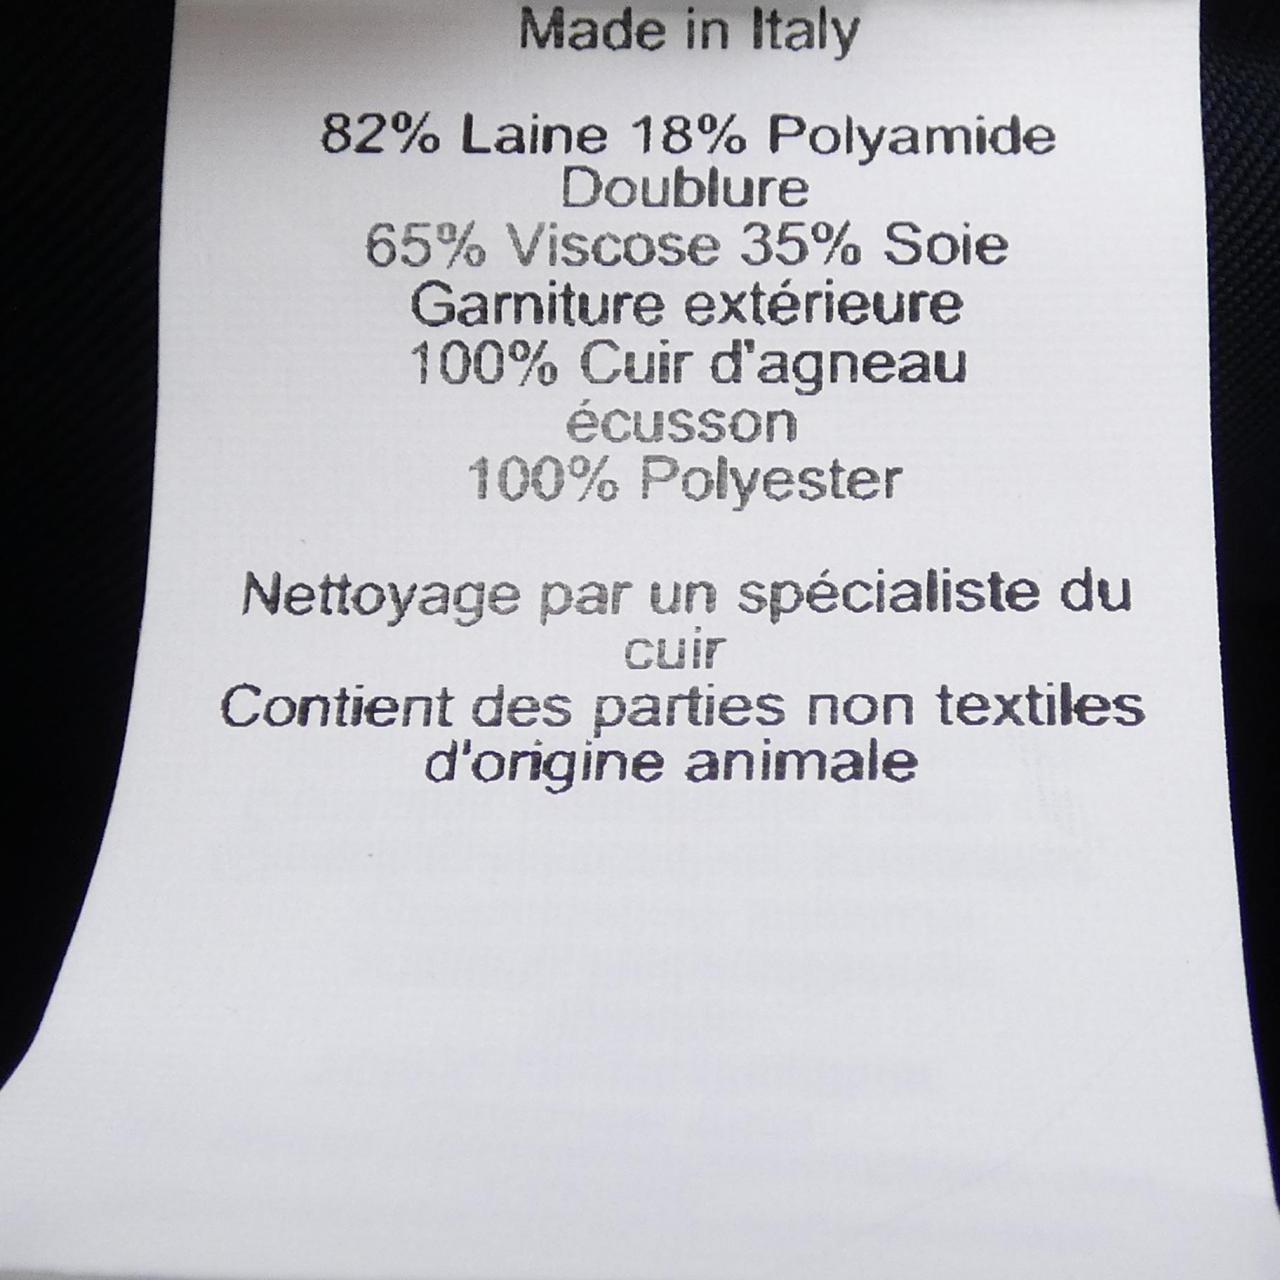 Made in Italy
82% Laine 18% Polyamide
Doublure
65% Viscose 35% Soie
Garniture extérieure
100% Cuir d'agneau
écusson
100% Polyester
Nettoyage par un spécialiste du
cuir
Contient des parties non textiles
d'origine animale